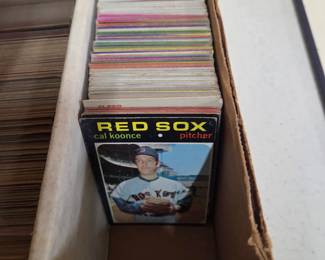 RED SOX
cal koonce • pitcher